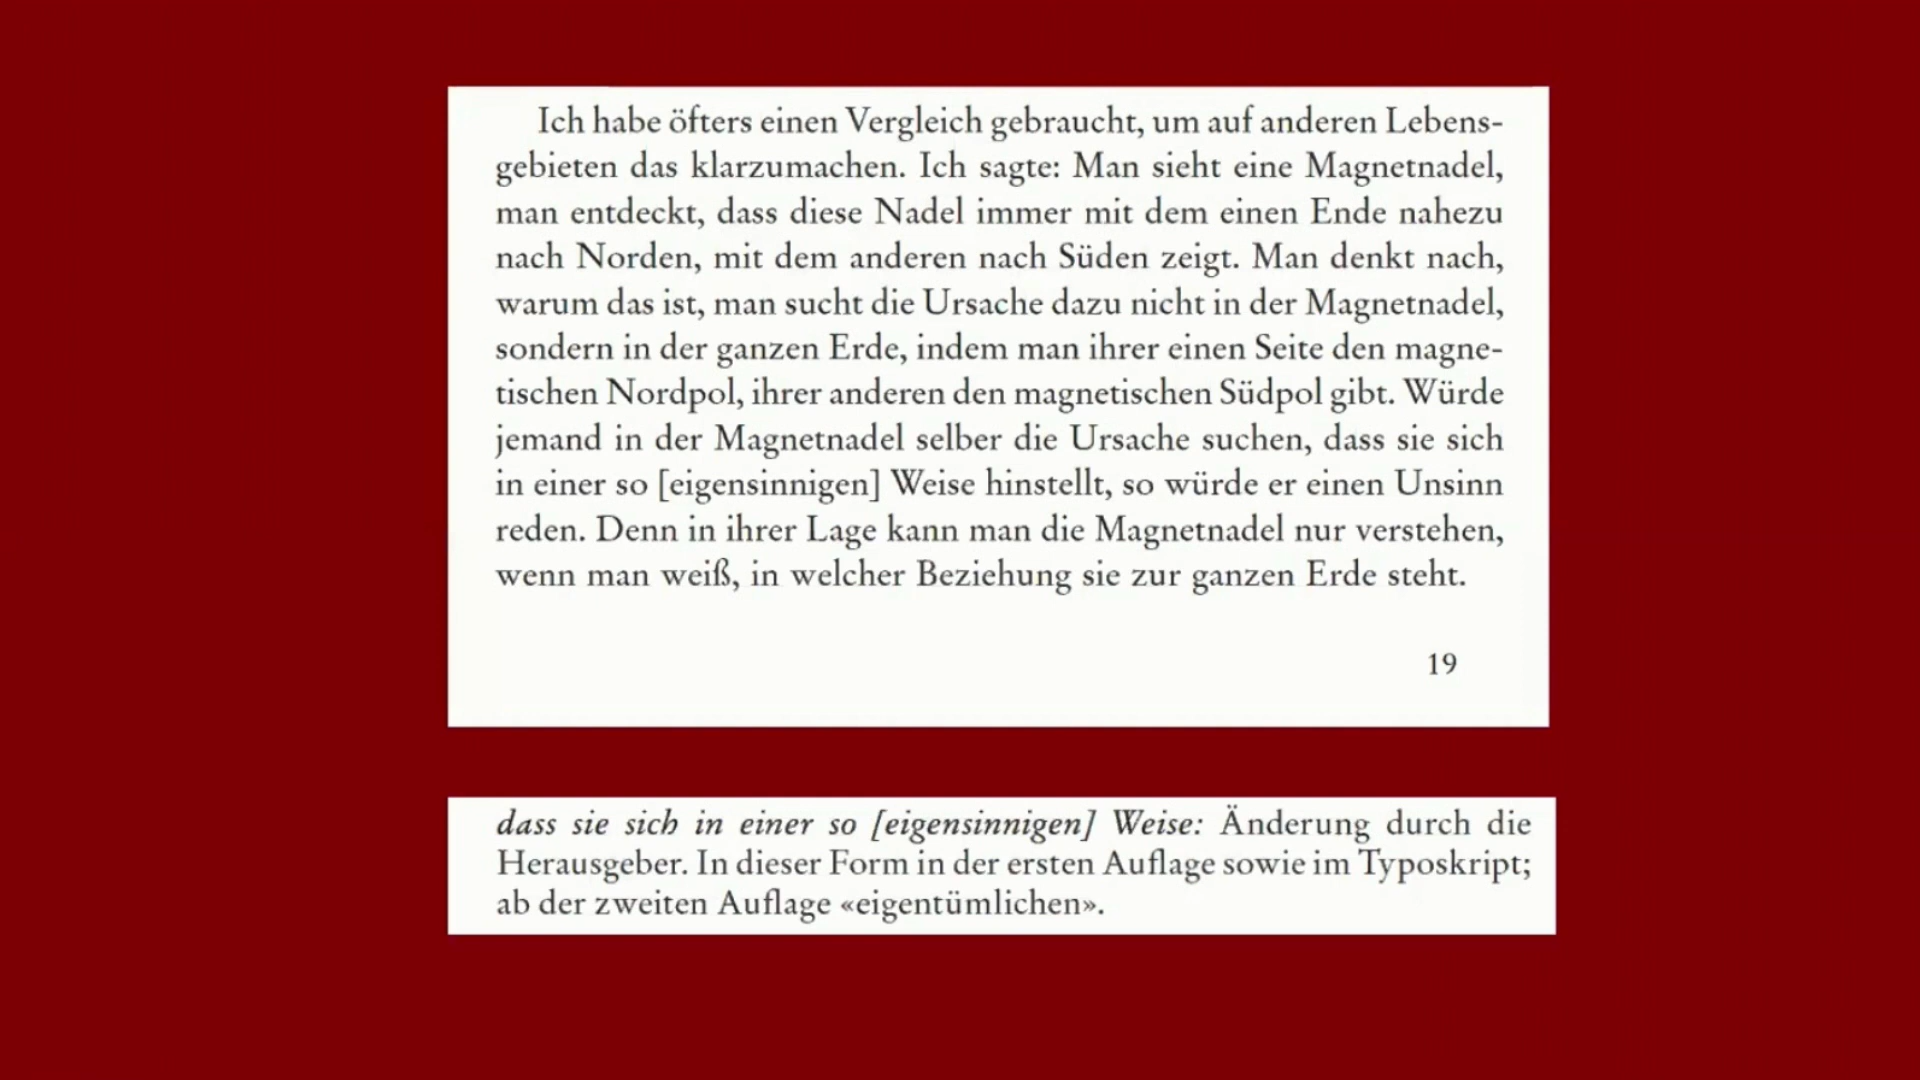 Ich habe öfters einen Vergleich gebraucht, um auf anderen Lebens-
gebieten das klarzumachen. Ich sagte: Man sieht eine Magnetnadel,
man entdeckt, dass diese Nadel immer mit dem einen Ende nahezu
nach Norden, mit dem anderen nach Süden zeigt. Man denkt nach,
warum das ist, man sucht die Ursache dazu nicht in der Magnetnadel,
sondern in der ganzen Erde, indem man ihrer einen Seite den magne-
tischen Nordpol, ihrer anderen den magnetischen Südpol gibt. Würde
jemand in der Magnetnadel selber die Ursache suchen, dass sie sich
in einer so [eigensinnigen] Weise hinstellt, so würde er einen Unsinn
reden. Denn in ihrer Lage kann man die Magnetnadel nur verstehen,
wenn man weiß, in welcher Beziehung sie zur ganzen Erde steht.
19
dass sie sich in einer so [eigensinnigen] Weise: Änderung durch die
Herausgeber. In dieser Form in der ersten Auflage sowie im Typoskript;
ab der zweiten Auflage «eigentümlichen».